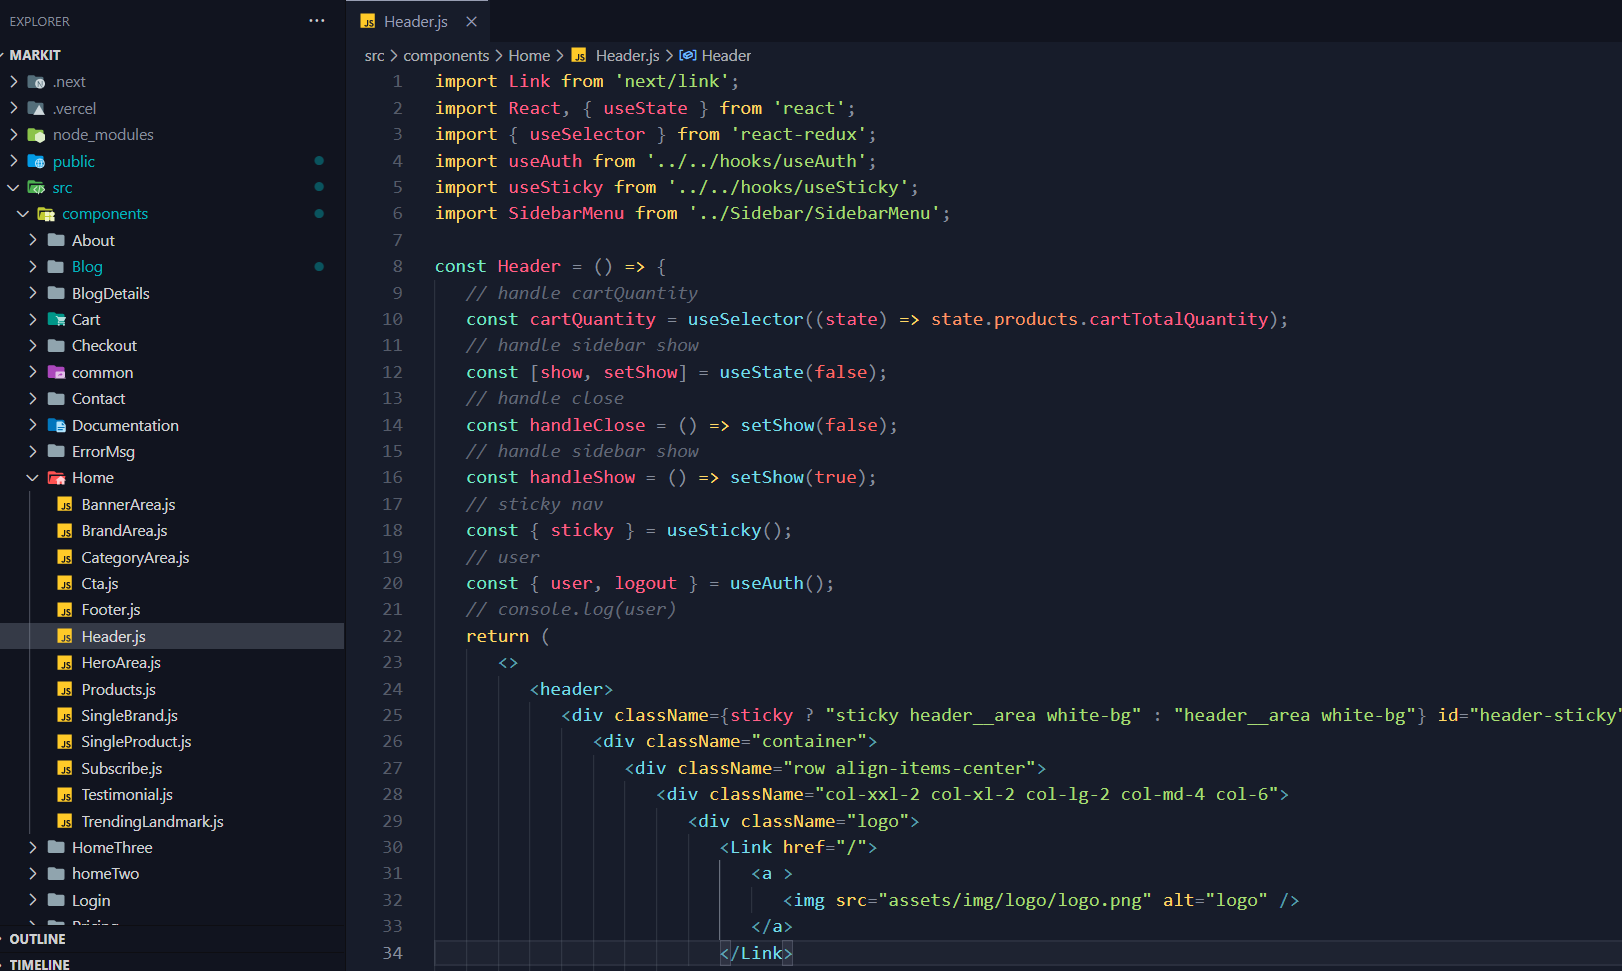 EXPLORER
MARKIT
.next
.vercel
node_modules
public
src
components
About
Blog
BlogDetails
Cart
Checkout
common
Contact
Documentation
ErrorMsg
Home
BannerArea.js
BrandArea.js
CategoryArea.js
Cta.js
Footer.js
Header.js
HeroArea.js
Products.js
SingleBrand.js
SingleProduct.js
Subscribe.js
Testimonial.js
TrendingLandmark.js
HomeThree
homeTwo
Login
Pricing
OUTLINE
TIMELINE
JS Header.js
src > components > Home > JS Header.js > Header
1 import Link from 'next/link';
2 import React, { useState } from 'react';
3 import { useSelector } from 'react-redux';
4 import useAuth from '../../hooks/useAuth';
5 import useSticky from '../../hooks/useSticky';
6 import SidebarMenu from '../Sidebar/SidebarMenu';
7
8 const Header = () => {
9 // handle cartQuantity
10 const cartQuantity = useSelector((state) => state.products.cartTotalQuantity);
11 // handle sidebar show
12 const [show, setShow] = useState(false);
13 // handle close
14 const handleClose = () => setShow(false);
15 // handle sidebar show
16 const handleShow = () => setShow(true);
17 // sticky nav
18 const { sticky } = useSticky();
19 // user
20 const { user, logout } = useAuth();
21 // console.log(user)
22 return (
23 <>
24 <header>
25 <div className={sticky ? "sticky header__area white-bg" : "header__area white-bg"} id="header-sticky"
26 <div className="container">
27 <div className="row align-items-center">
28 <div className="col-xxl-2 col-xl-2 col-lg-2 col-md-4 col-6">
29 <div className="logo">
30 <Link href="/">
31 <a >
32 <img src="assets/img/logo/logo.png" alt="logo" />
33 </a>
34 </Link>